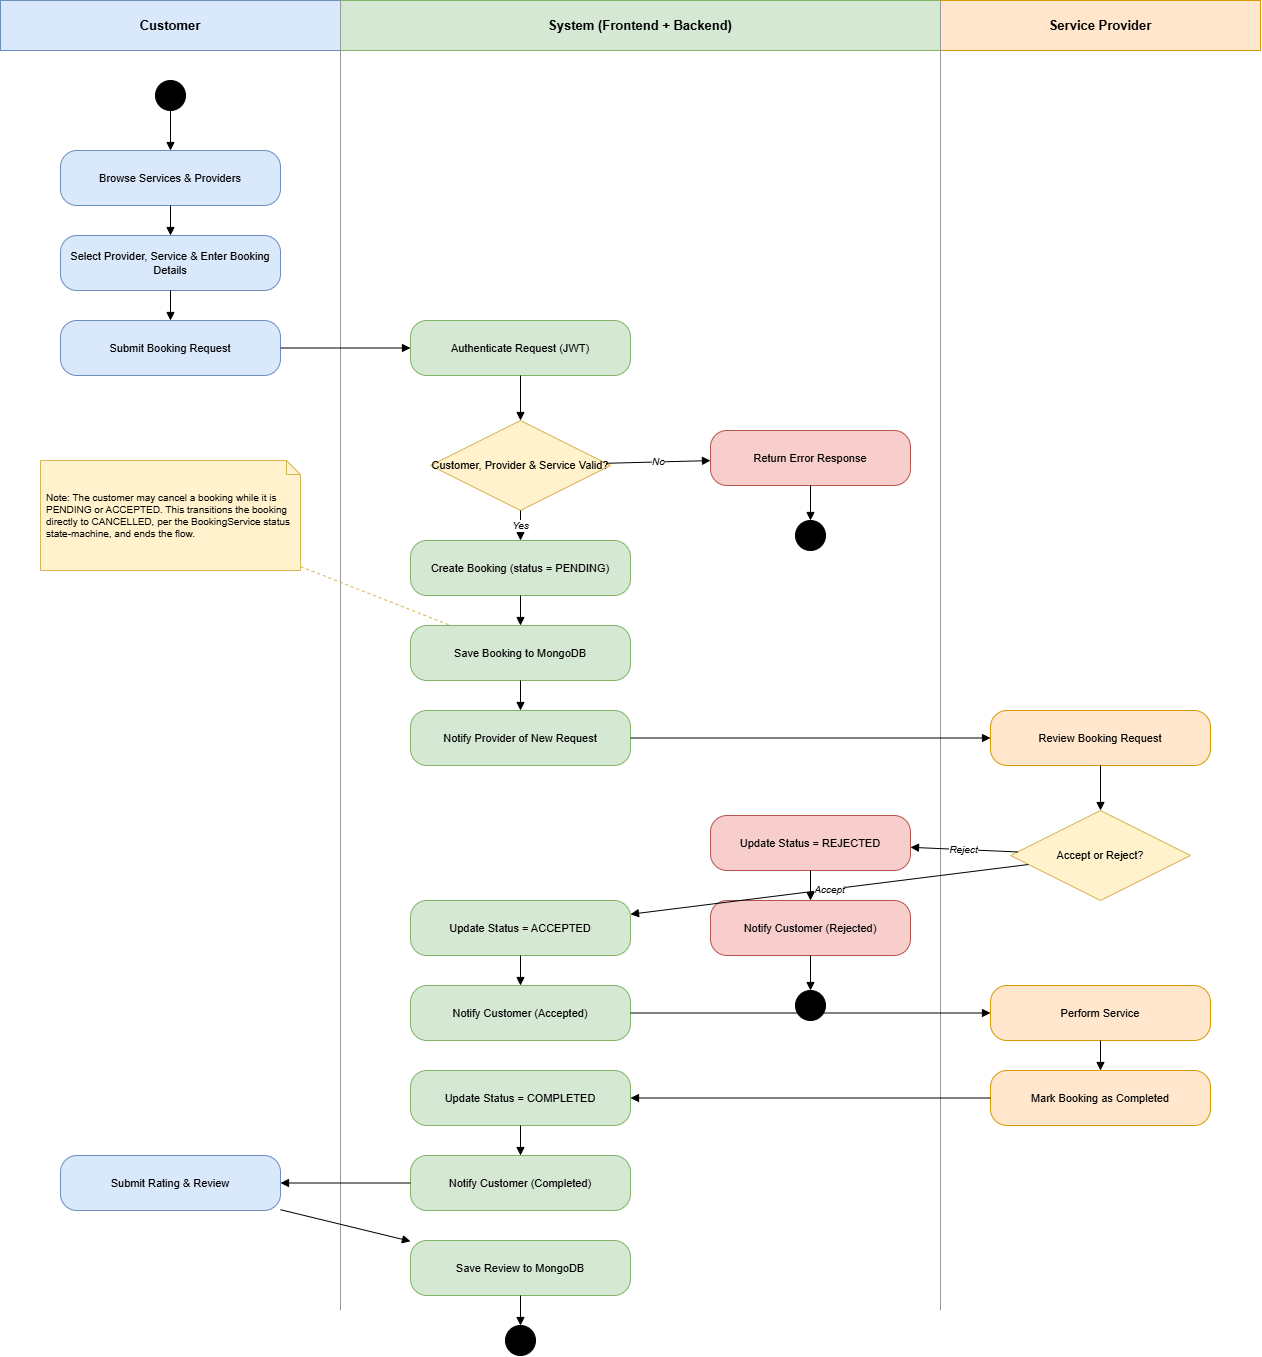 Customer
System (Frontend + Backend)
Service Provider
Browse Services & Providers
Select Provider, Service & Enter Booking
Details
Submit Booking Request
Authenticate Request (JWT)
Customer, Provider & Service Valid?
No
Return Error Response
Note: The customer may cancel a booking while it is
PENDING or ACCEPTED. This transitions the booking
directly to CANCELLED, per the BookingService status
state-machine, and ends the flow.
Yes
Create Booking (status = PENDING)
Save Booking to MongoDB
Notify Provider of New Request
Review Booking Request
Update Status = REJECTED
Reject
Accept or Reject?
Accept
Update Status = ACCEPTED
Notify Customer (Rejected)
Notify Customer (Accepted)
Perform Service
Update Status = COMPLETED
Mark Booking as Completed
Submit Rating & Review
Notify Customer (Completed)
Save Review to MongoDB